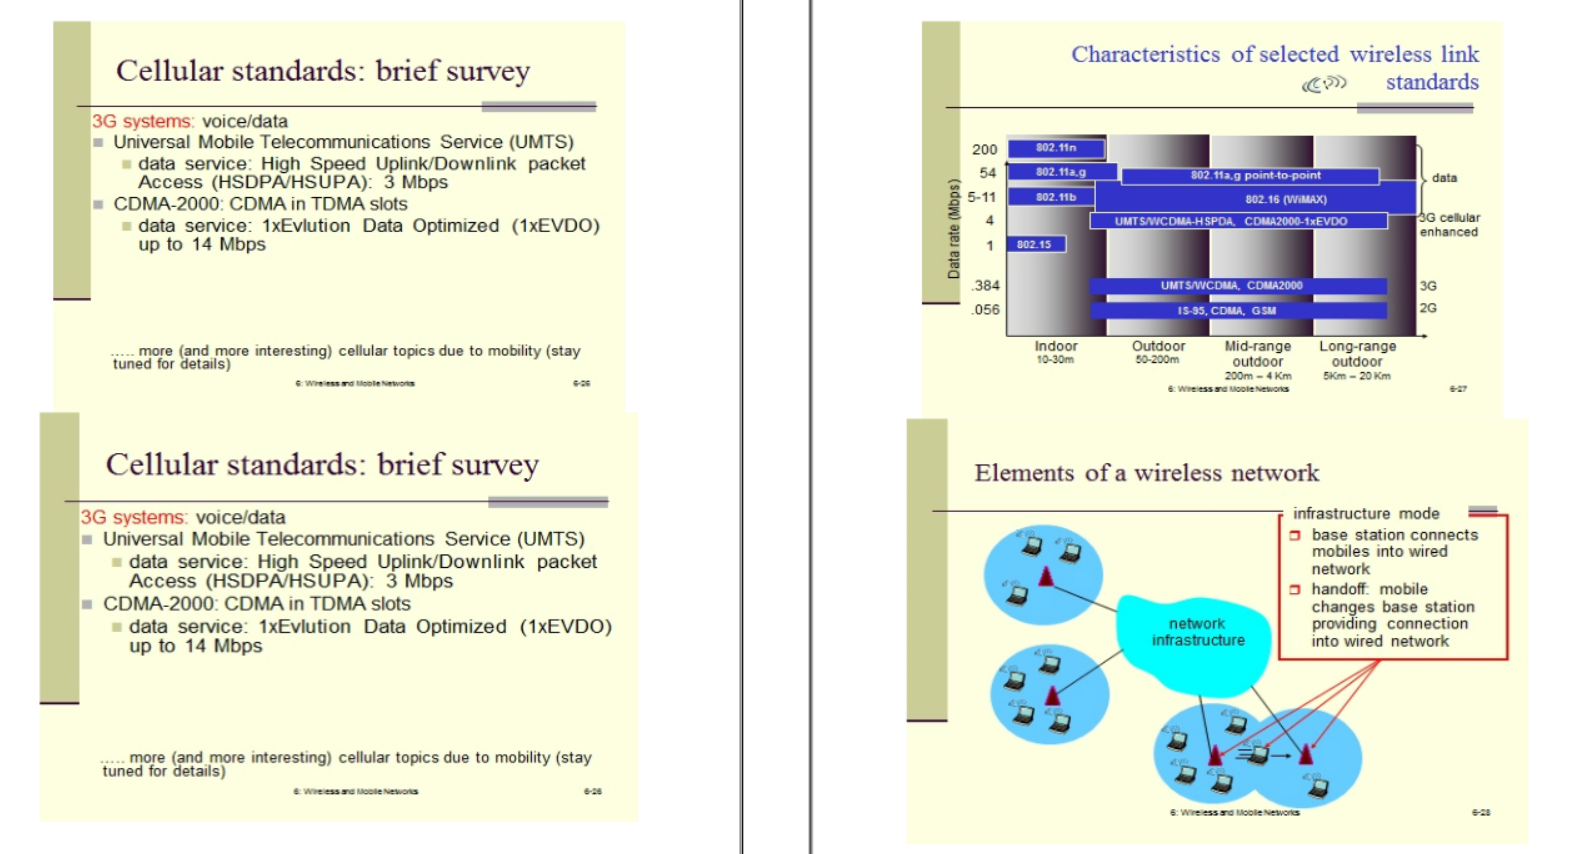 Cellular standards: brief survey
3G systems: voice/data
Universal Mobile Telecommunications Service (UMTS)
data service: High Speed Uplink/Downlink packet
Access (HSDPA/HSUPA): 3 Mbps
CDMA-2000: CDMA in TDMA slots
data service: 1xEvlution Data Optimized (1xEVDO)
up to 14 Mbps
….. more (and more interesting) cellular topics due to mobility (stay
tuned for details)
6: Wireless and Mobile Networks
6-26
Cellular standards: brief survey
3G systems: voice/data
Universal Mobile Telecommunications Service (UMTS)
data service: High Speed Uplink/Downlink packet
Access (HSDPA/HSUPA): 3 Mbps
CDMA-2000: CDMA in TDMA slots
data service: 1xEvlution Data Optimized (1xEVDO)
up to 14 Mbps
….. more (and more interesting) cellular topics due to mobility (stay
tuned for details)
6: Wireless and Mobile Networks
6-26
Characteristics of selected wireless link
standards
Data rate (Mbps)
200
54
5-11
4
1
.384
.056
802.11n
802.11a,g
802.11a,g point-to-point
802.11b
802.16 (WiMAX)
UMTS/WCDMA-HSPDA, CDMA2000-1xEVDO
802.15
UMTS/WCDMA, CDMA2000
IS-95, CDMA, GSM
data
3G cellular
enhanced
3G
2G
Indoor
10-30m
Outdoor
50-200m
Mid-range
outdoor
200m – 4 Km
Long-range
outdoor
5Km – 20 Km
6: Wireless and Mobile Networks
6-27
Elements of a wireless network
infrastructure mode
base station connects
mobiles into wired
network
handoff: mobile
changes base station
providing connection
into wired network
network
infrastructure
6: Wireless and Mobile Networks
6-28